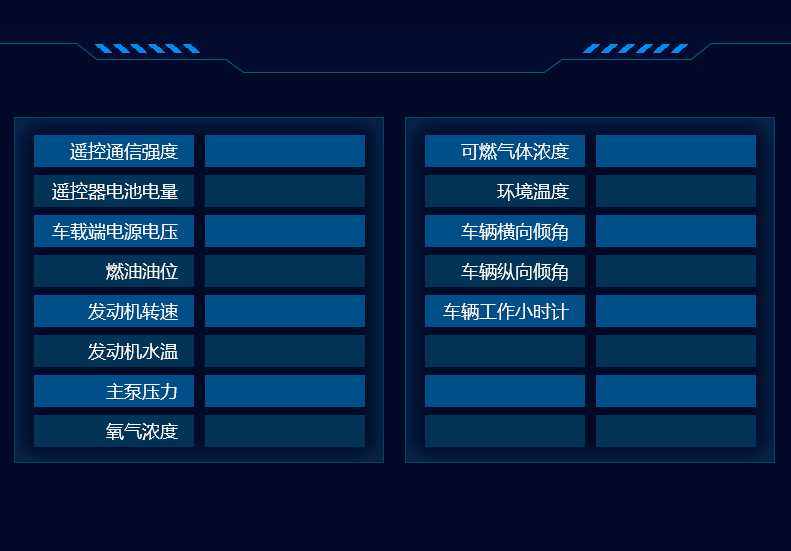 遥控通信强度
遥控器电池电量
车载端电源电压
燃油油位
发动机转速
发动机水温
主泵压力
氧气浓度
可燃气体浓度
环境温度
车辆横向倾角
车辆纵向倾角
车辆工作小时计